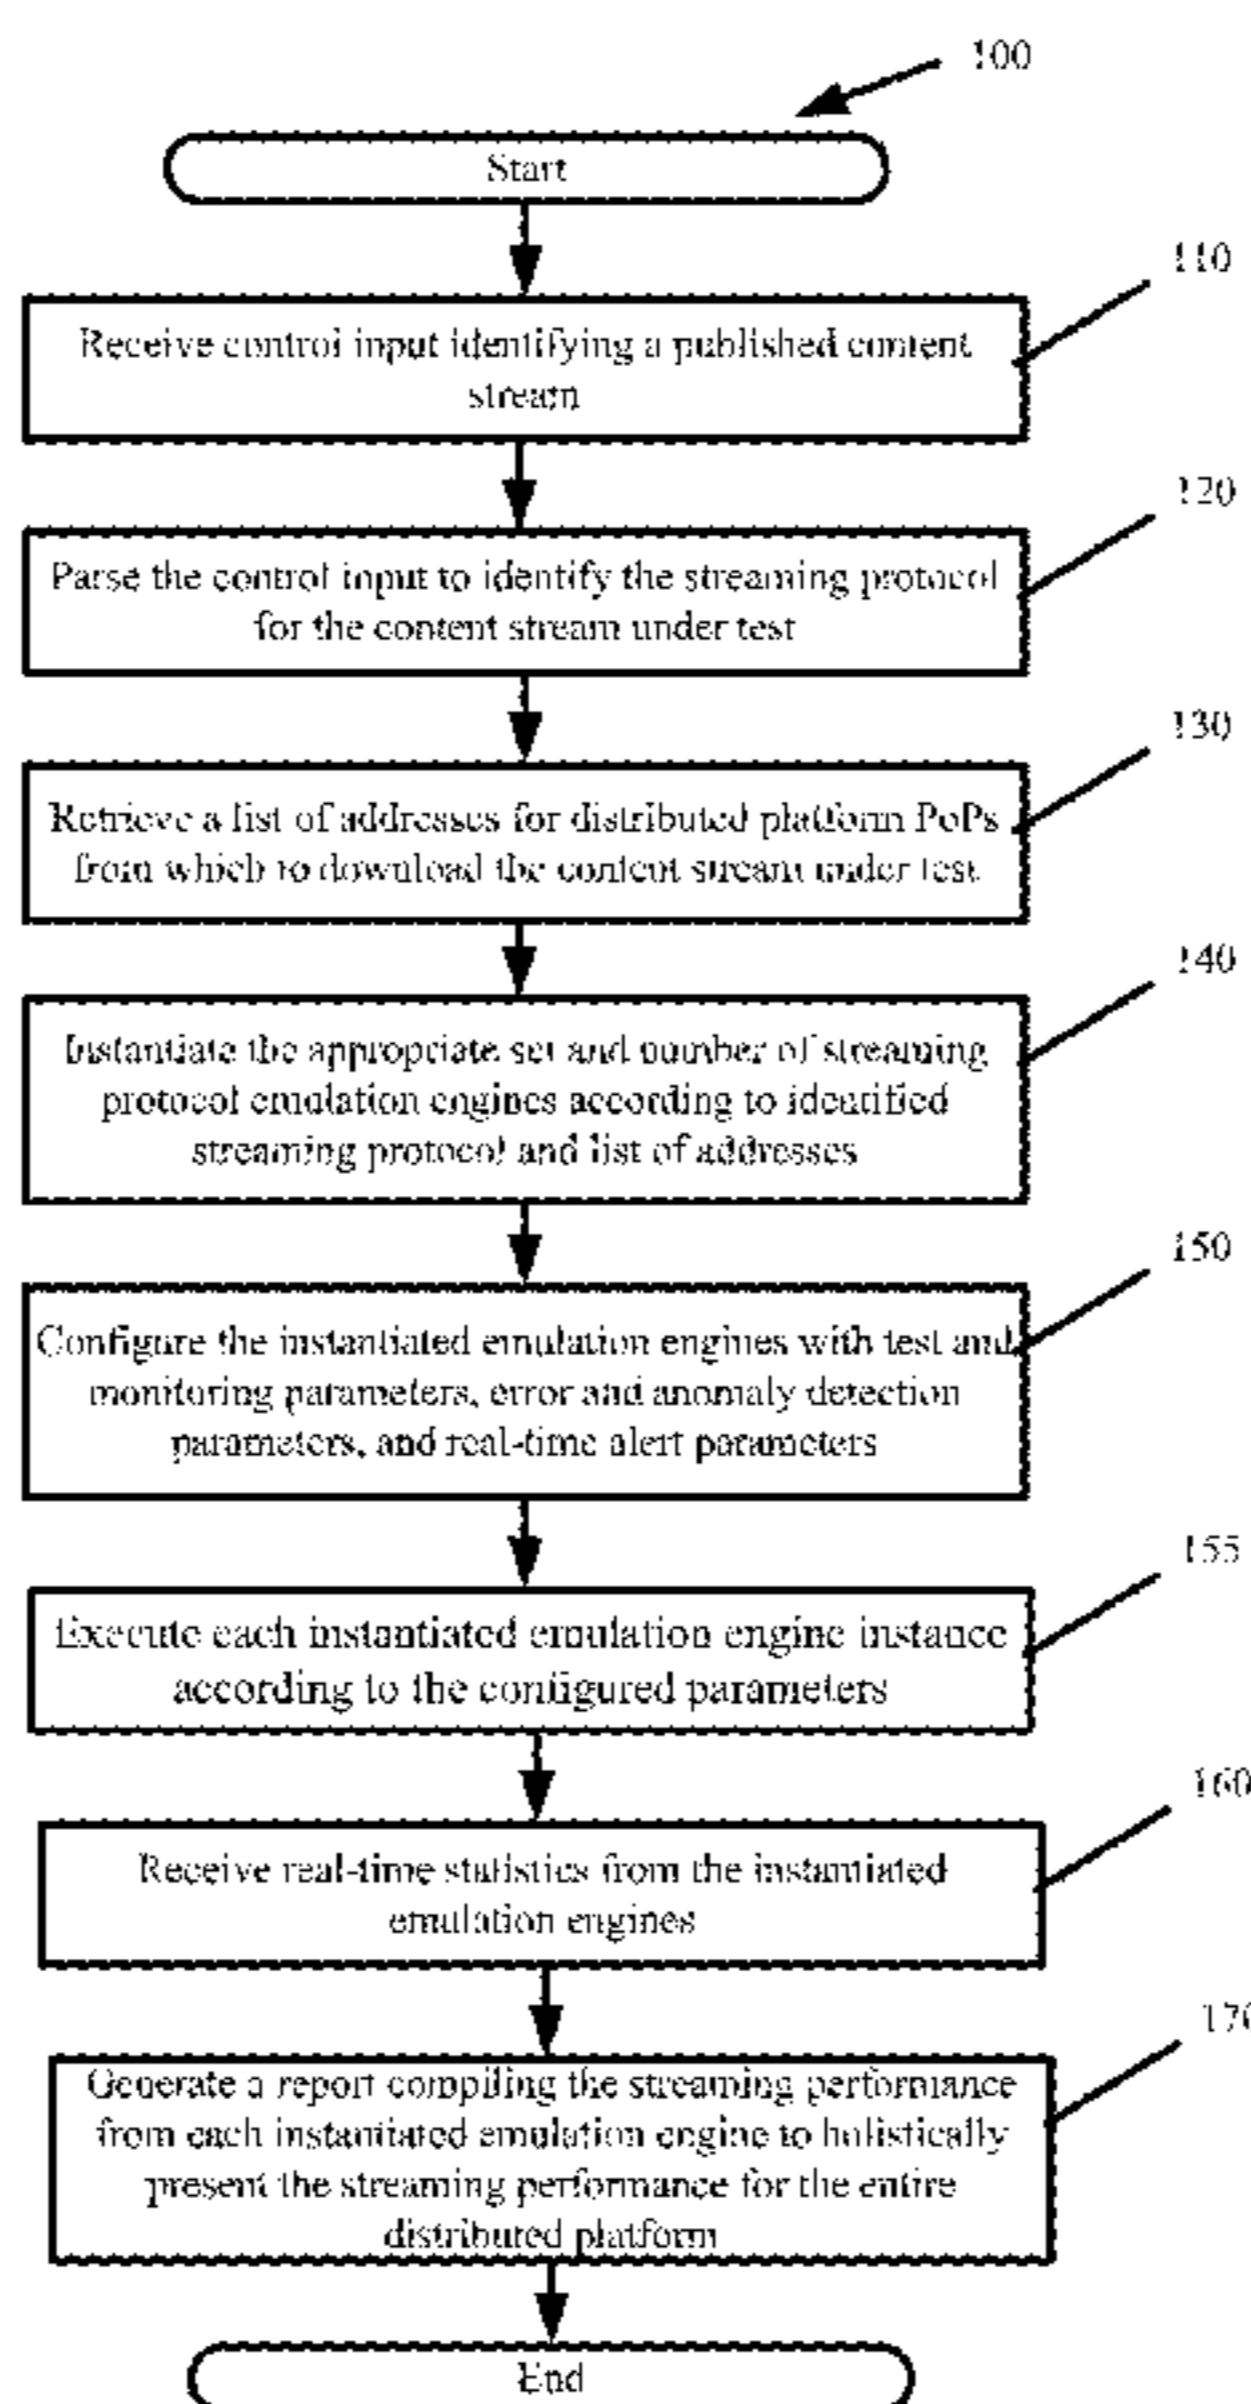 100
Start
110
Receive control input identifying a published content
stream
120
Parse the control input to identify the streaming protocol
for the content stream under test
130
Retrieve a list of addresses for distributed platform PoPs
from which to download the content stream under test
140
Instantiate the appropriate set and number of streaming
protocol emulation engines according to identified
streaming protocol and list of addresses
150
Configure the instantiated emulation engines with test and
monitoring parameters, error and anomaly detection
parameters, and real-time alert parameters
155
Execute each instantiated emulation engine instance
according to the configured parameters
160
Receive real-time statistics from the instantiated
emulation engines
170
Generate a report compiling the streaming performance
from each instantiated emulation engine to holistically
present the streaming performance for the entire
distributed platform
End